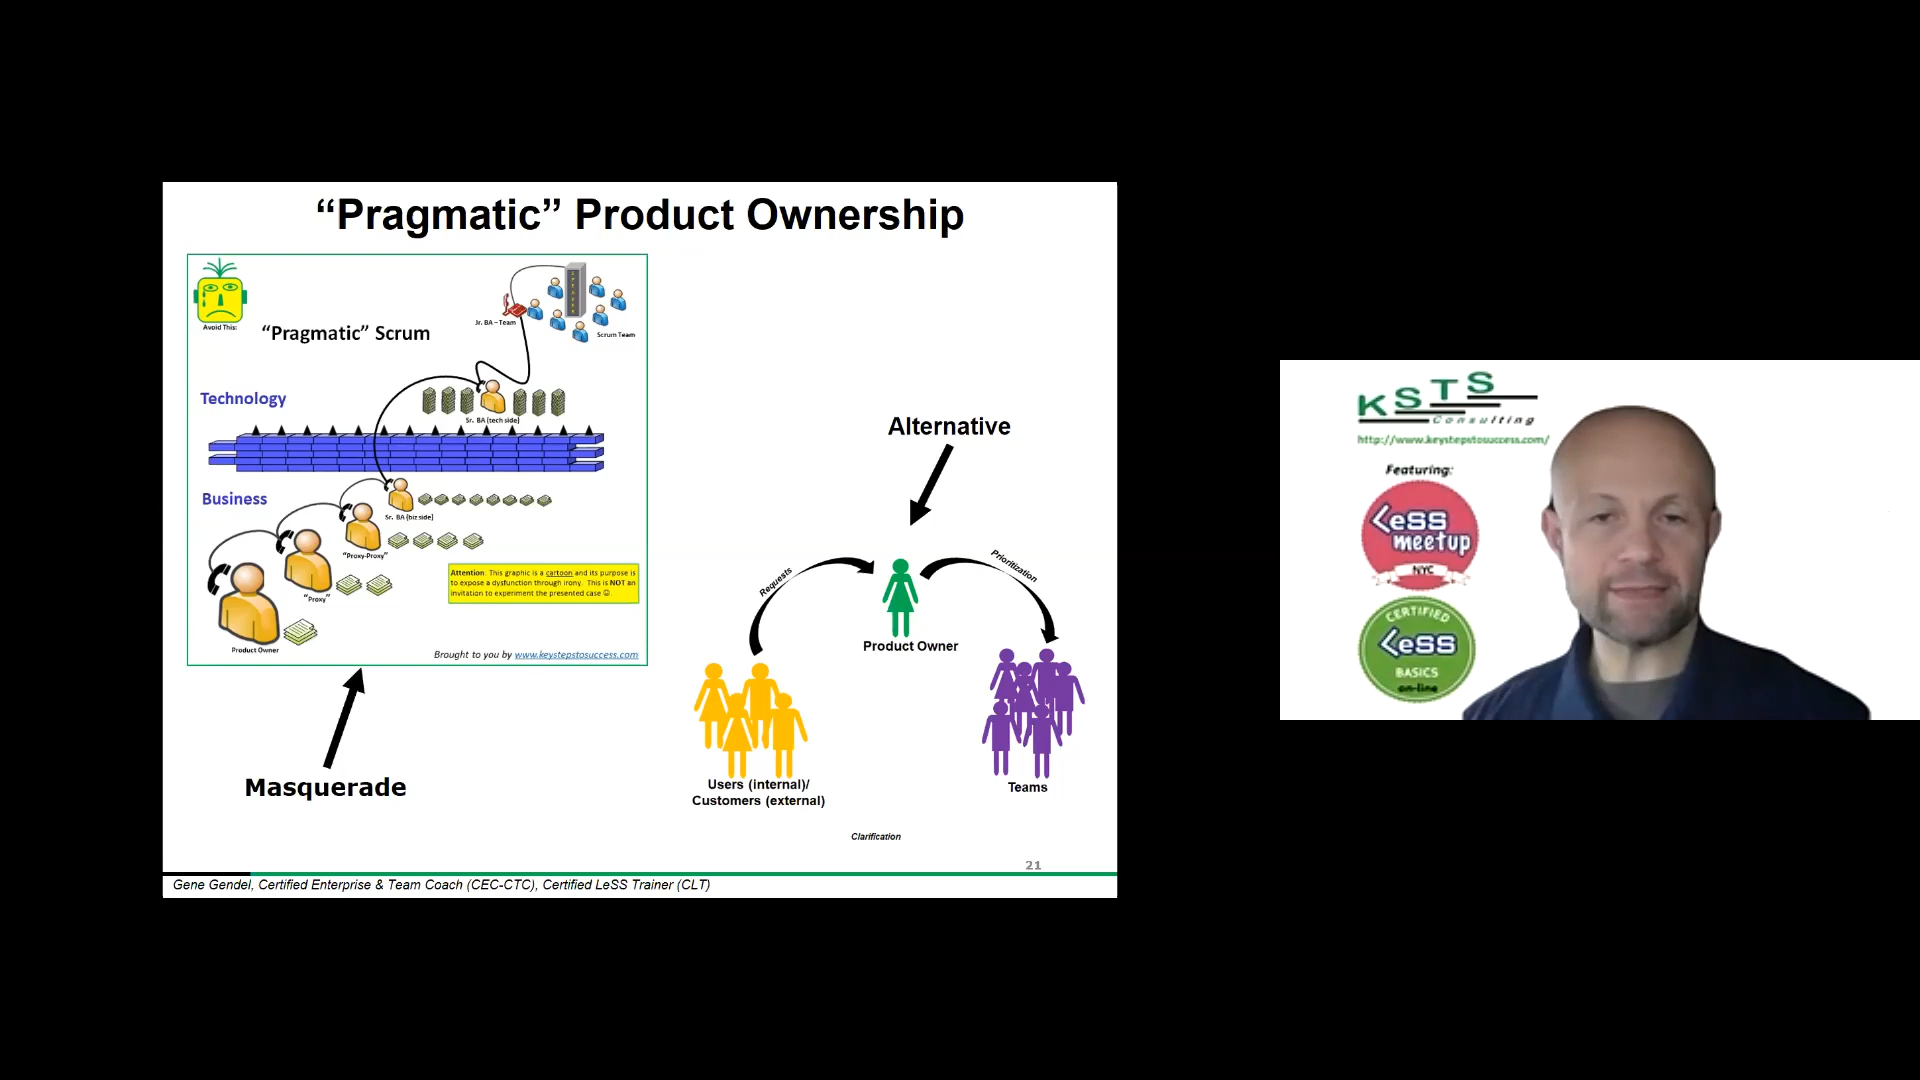 “Pragmatic” Product Ownership
Avoid This:
“Pragmatic” Scrum
Jr. BA – Team
Scrum Team
Technology
Sr. BA (tech side)
Business
Sr. BA (biz side)
“Proxy-Proxy”
“Proxy”
Product Owner
Attention: This graphic is a cartoon and its purpose is
to expose a dysfunction through irony. This is NOT an
invitation to experiment the presented case ☺.
Brought to you by www.keystepstosuccess.com
Masquerade
Alternative
Requests
Prioritization
Product Owner
Users (internal)/
Customers (external)
Teams
Clarification
21
Gene Gendel, Certified Enterprise & Team Coach (CEC-CTC), Certified LeSS Trainer (CLT)
KSTS
Consulting
http://www.keystepstosuccess.com/
Featuring:
LeSS
meetup
NYC
CERTIFIED
LeSS
BASICS
on-line